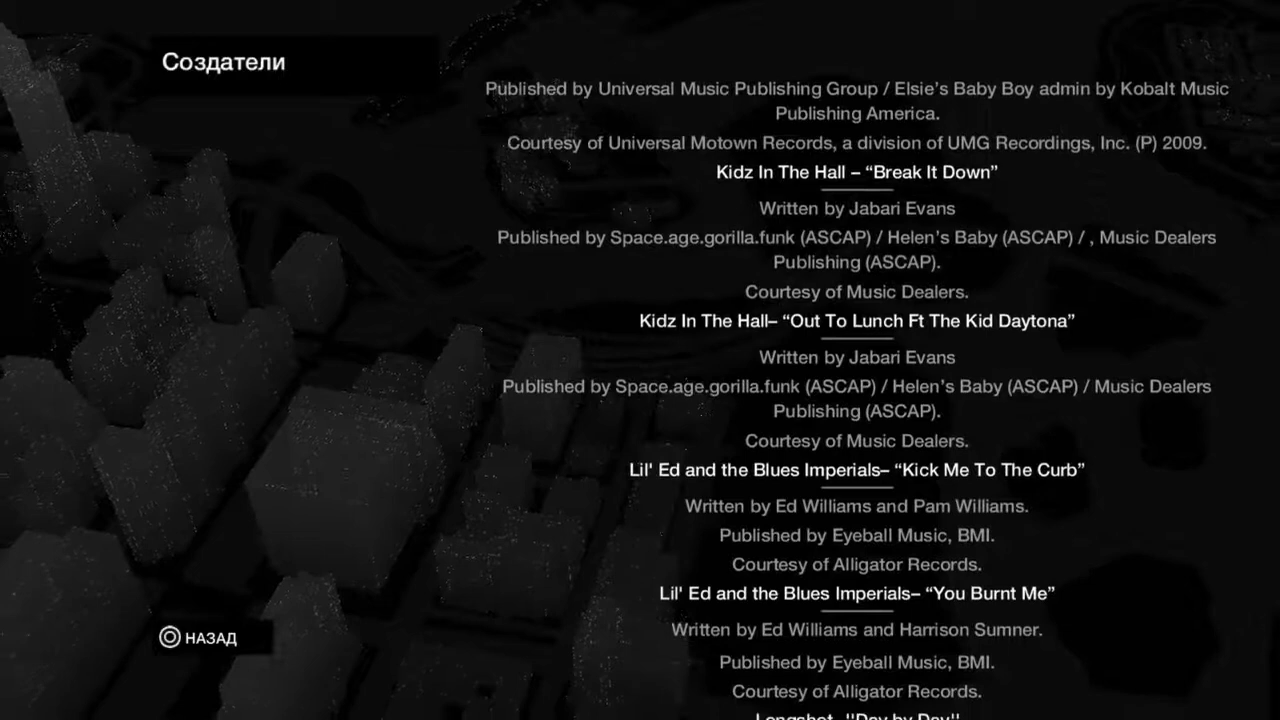 Создатели
Published by Universal Music Publishing Group / Elsie's Baby Boy admin by Kobalt Music
Publishing America.
Courtesy of Universal Motown Records, a division of UMG Recordings, Inc. (P) 2009.
Kidz In The Hall – “Break It Down”
Written by Jabari Evans
Published by Space.age.gorilla.funk (ASCAP) / Helen's Baby (ASCAP) / , Music Dealers
Publishing (ASCAP).
Courtesy of Music Dealers.
Kidz In The Hall– “Out To Lunch Ft The Kid Daytona”
Written by Jabari Evans
Published by Space.age.gorilla.funk (ASCAP) / Helen's Baby (ASCAP) / Music Dealers
Publishing (ASCAP).
Courtesy of Music Dealers.
Lil' Ed and the Blues Imperials– “Kick Me To The Curb”
Written by Ed Williams and Pam Williams.
Published by Eyeball Music, BMI.
Courtesy of Alligator Records.
Lil' Ed and the Blues Imperials– “You Burnt Me”
Written by Ed Williams and Harrison Sumner.
НАЗАД
Published by Eyeball Music, BMI.
Courtesy of Alligator Records.
Longshot– "Day by Day"